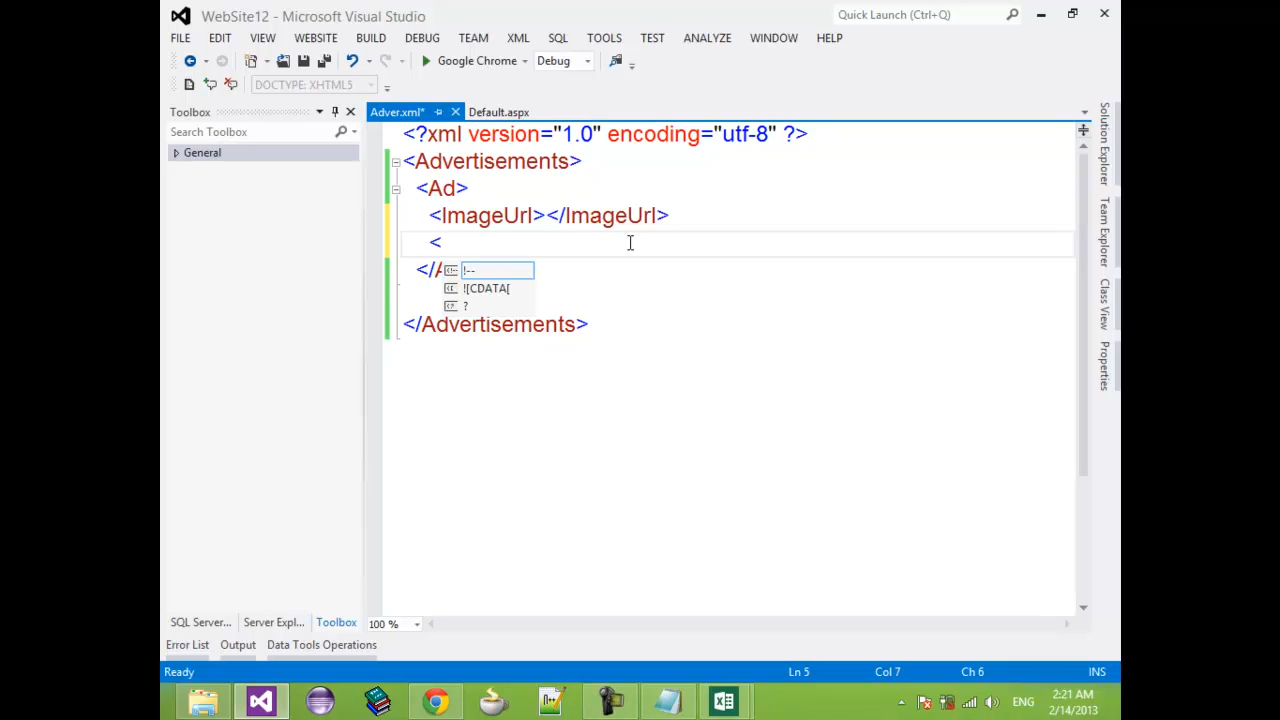 WebSite12 - Microsoft Visual Studio
Quick Launch (Ctrl+Q)
FILE EDIT VIEW WEBSITE BUILD DEBUG TEAM XML SQL TOOLS TEST ANALYZE WINDOW HELP
Google Chrome Debug
DOCTYPE: XHTML5
Toolbox
Adver.xml* Default.aspx
Search Toolbox
General
<?xml version="1.0" encoding="utf-8" ?>
<Advertisements>
<Ad>
<ImageUrl></ImageUrl>
<
</A
!--
![CDATA[
?
</Advertisements>
Solution Explorer
Team Explorer
Class View
Properties
SQL Server... Server Expl... Toolbox
100 %
Error List Output Data Tools Operations
Ready Ln 5 Col 7 Ch 6 INS
ENG
2:21 AM
2/14/2013